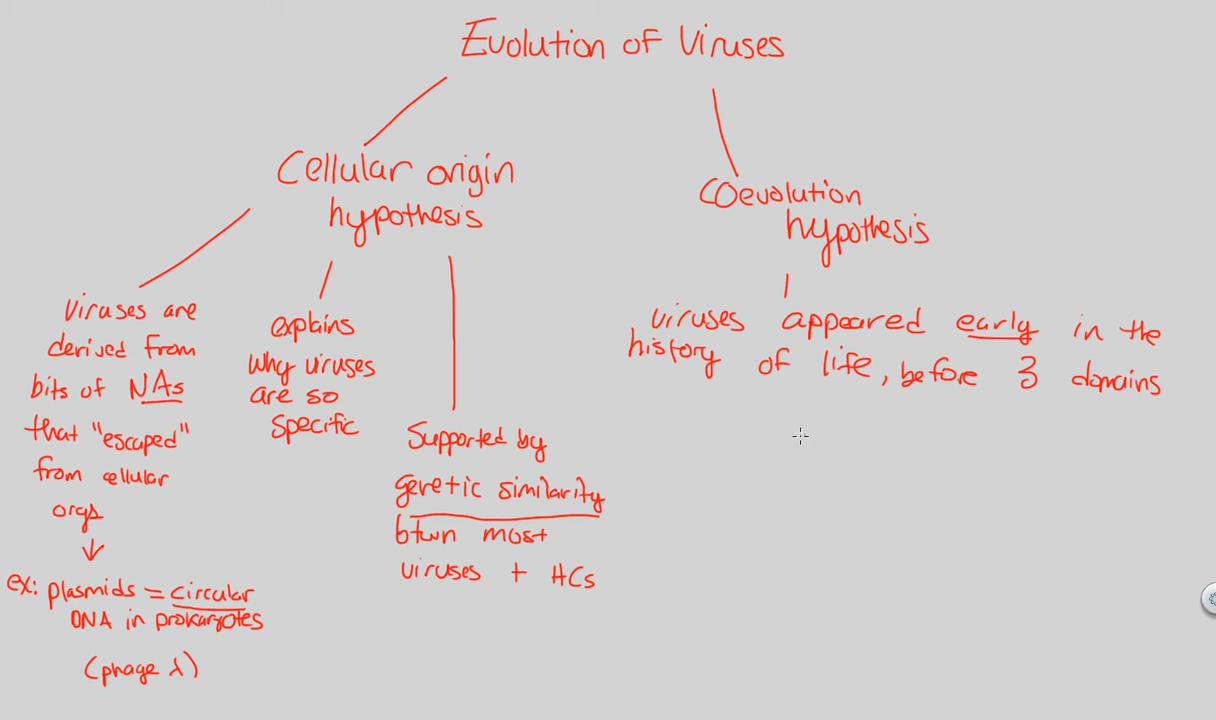 Evolution of Viruses
Cellular origin
hypothesis
Viruses are
derived from
bits of NAs
that "escaped"
from cellular
orgs
ex: plasmids = circular
DNA in prokaryotes
(phage λ)
explains
why viruses
are so
specific
Supported by
genetic similarity
btwn most
viruses + HCs
Coevolution
hypothesis
viruses appeared early in the
history of life, before 3 domains